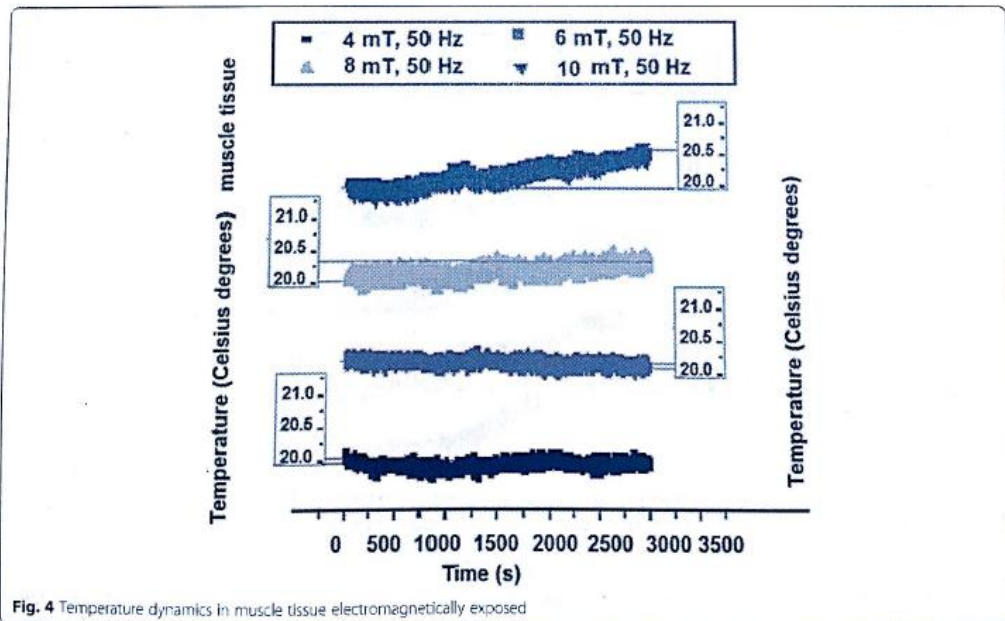 4 mT, 50 Hz
6 mT, 50 Hz
8 mT, 50 Hz
10 mT, 50 Hz
Temperature (Celsius degrees) muscle tissue
21.0
20.5
20.0
21.0
20.5
20.0
21.0
20.5
20.0
21.0
20.5
20.0
Temperature (Celsius degrees)
0 500 1000 1500 2000 2500 3000 3500
Time (s)
Fig. 4 Temperature dynamics in muscle tissue electromagnetically exposed